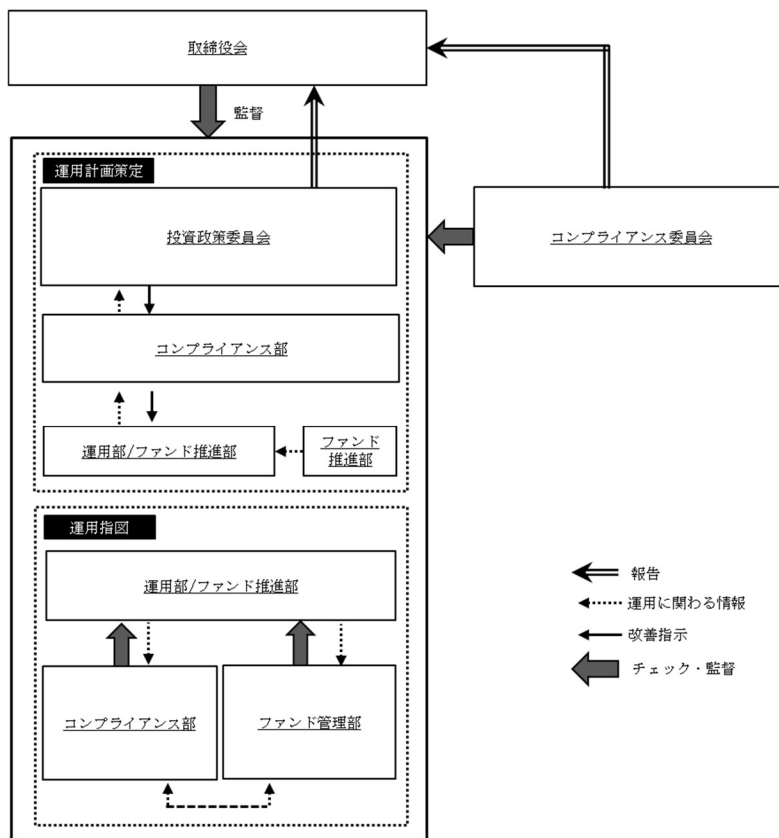 取締役会
監督
運用計画策定
投資政策委員会
コンプライアンス委員会
コンプライアンス部
運用部/ファンド推進部
ファンド
推進部
運用指図
運用部/ファンド推進部
コンプライアンス部
ファンド管理部
報告
運用に関わる情報
改善指示
チェック・監督